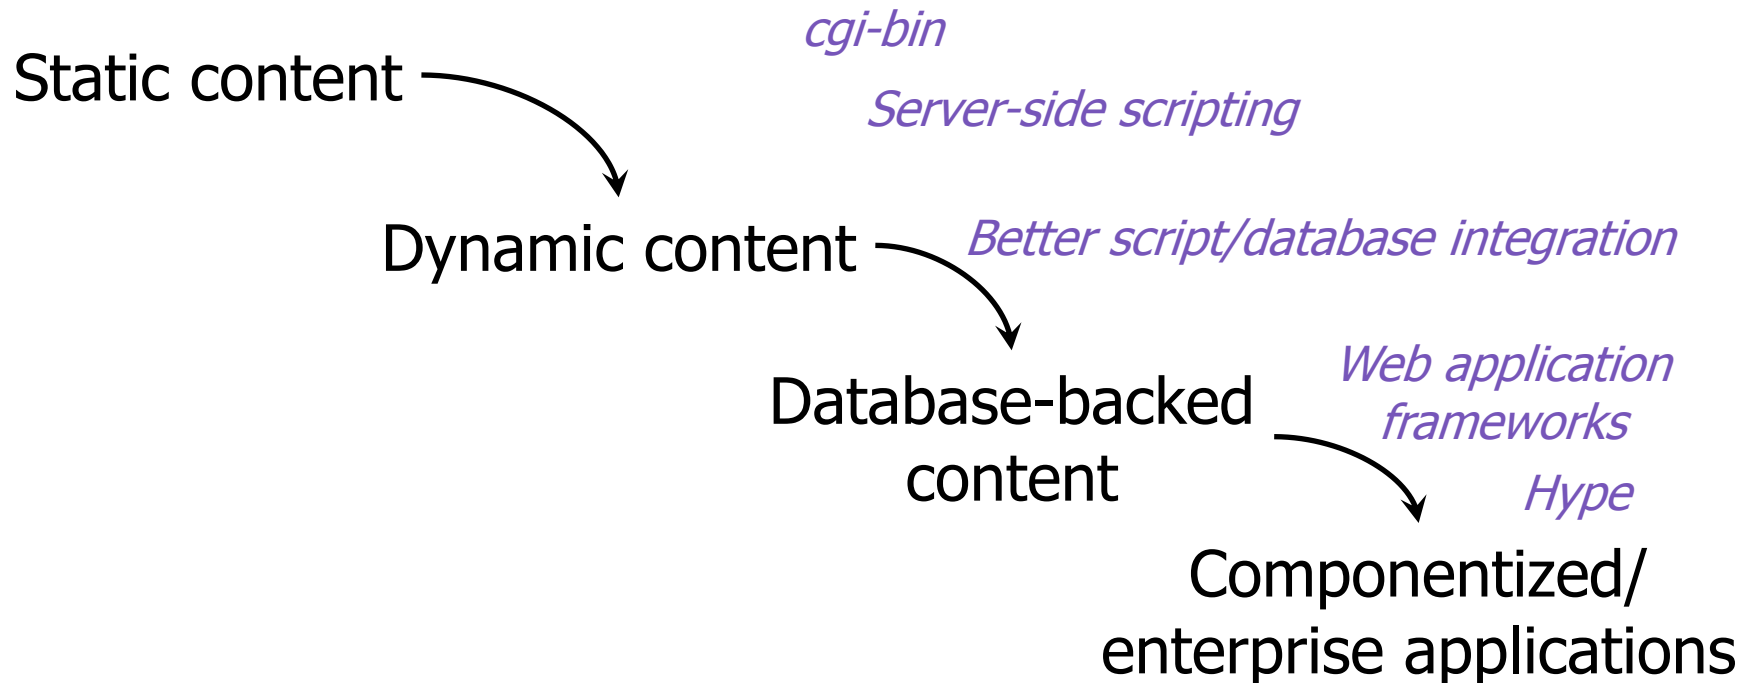 cgi-bin
Static content
Server-side scripting
Dynamic content
Better script/database integration
Database-backed
content
Web application
frameworks
Hype
Componentized/
enterprise applications